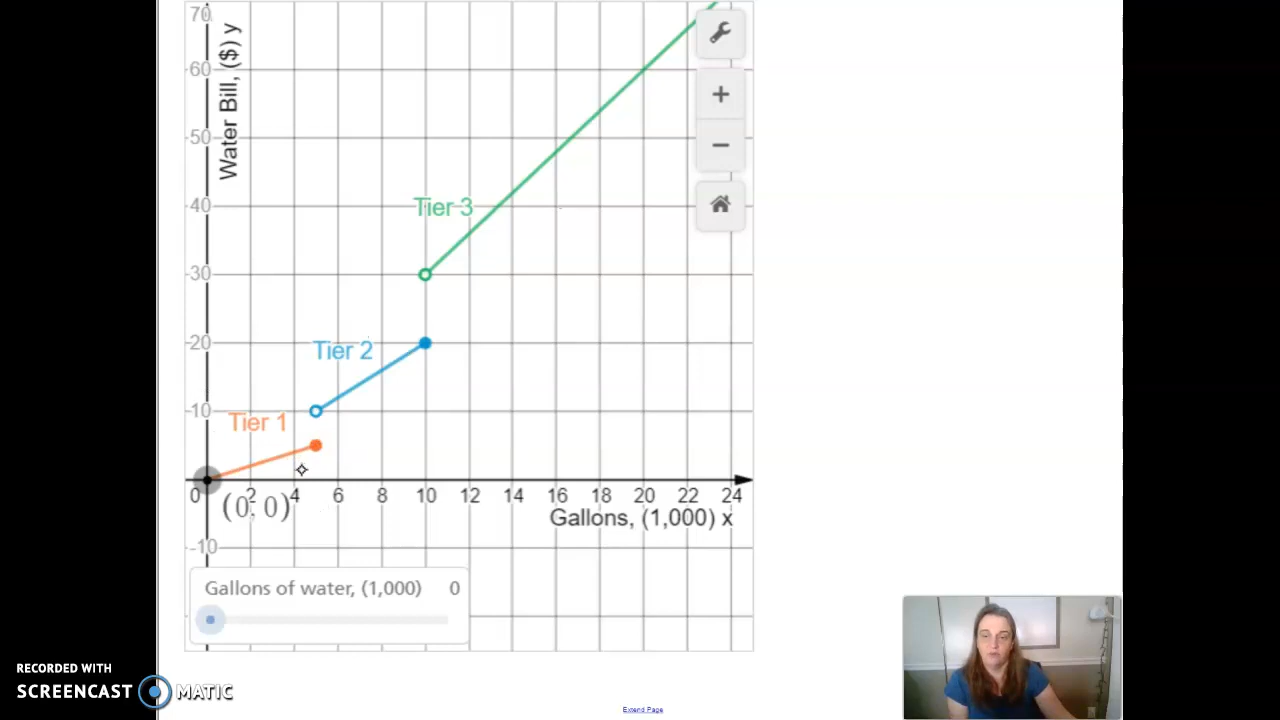 70
Water Bill, ($) y
60
50
40
Tier 3
30
20
Tier 2
10
Tier 1
0 2 4 6 8 10 12 14 16 18 20 22 24
(0, 0)
Gallons, (1,000) x
-10
Gallons of water, (1,000) 0
RECORDED WITH
SCREENCAST MATIC
Extend Page